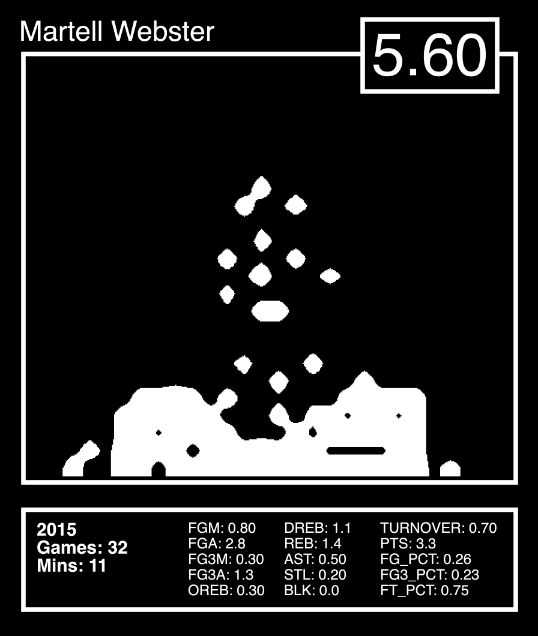 Martell Webster
5.60
2015
Games: 32
Mins: 11
FGM: 0.80
FGA: 2.8
FG3M: 0.30
FG3A: 1.3
OREB: 0.30
DREB: 1.1
REB: 1.4
AST: 0.50
STL: 0.20
BLK: 0.0
TURNOVER: 0.70
PTS: 3.3
FG_PCT: 0.26
FG3_PCT: 0.23
FT_PCT: 0.75